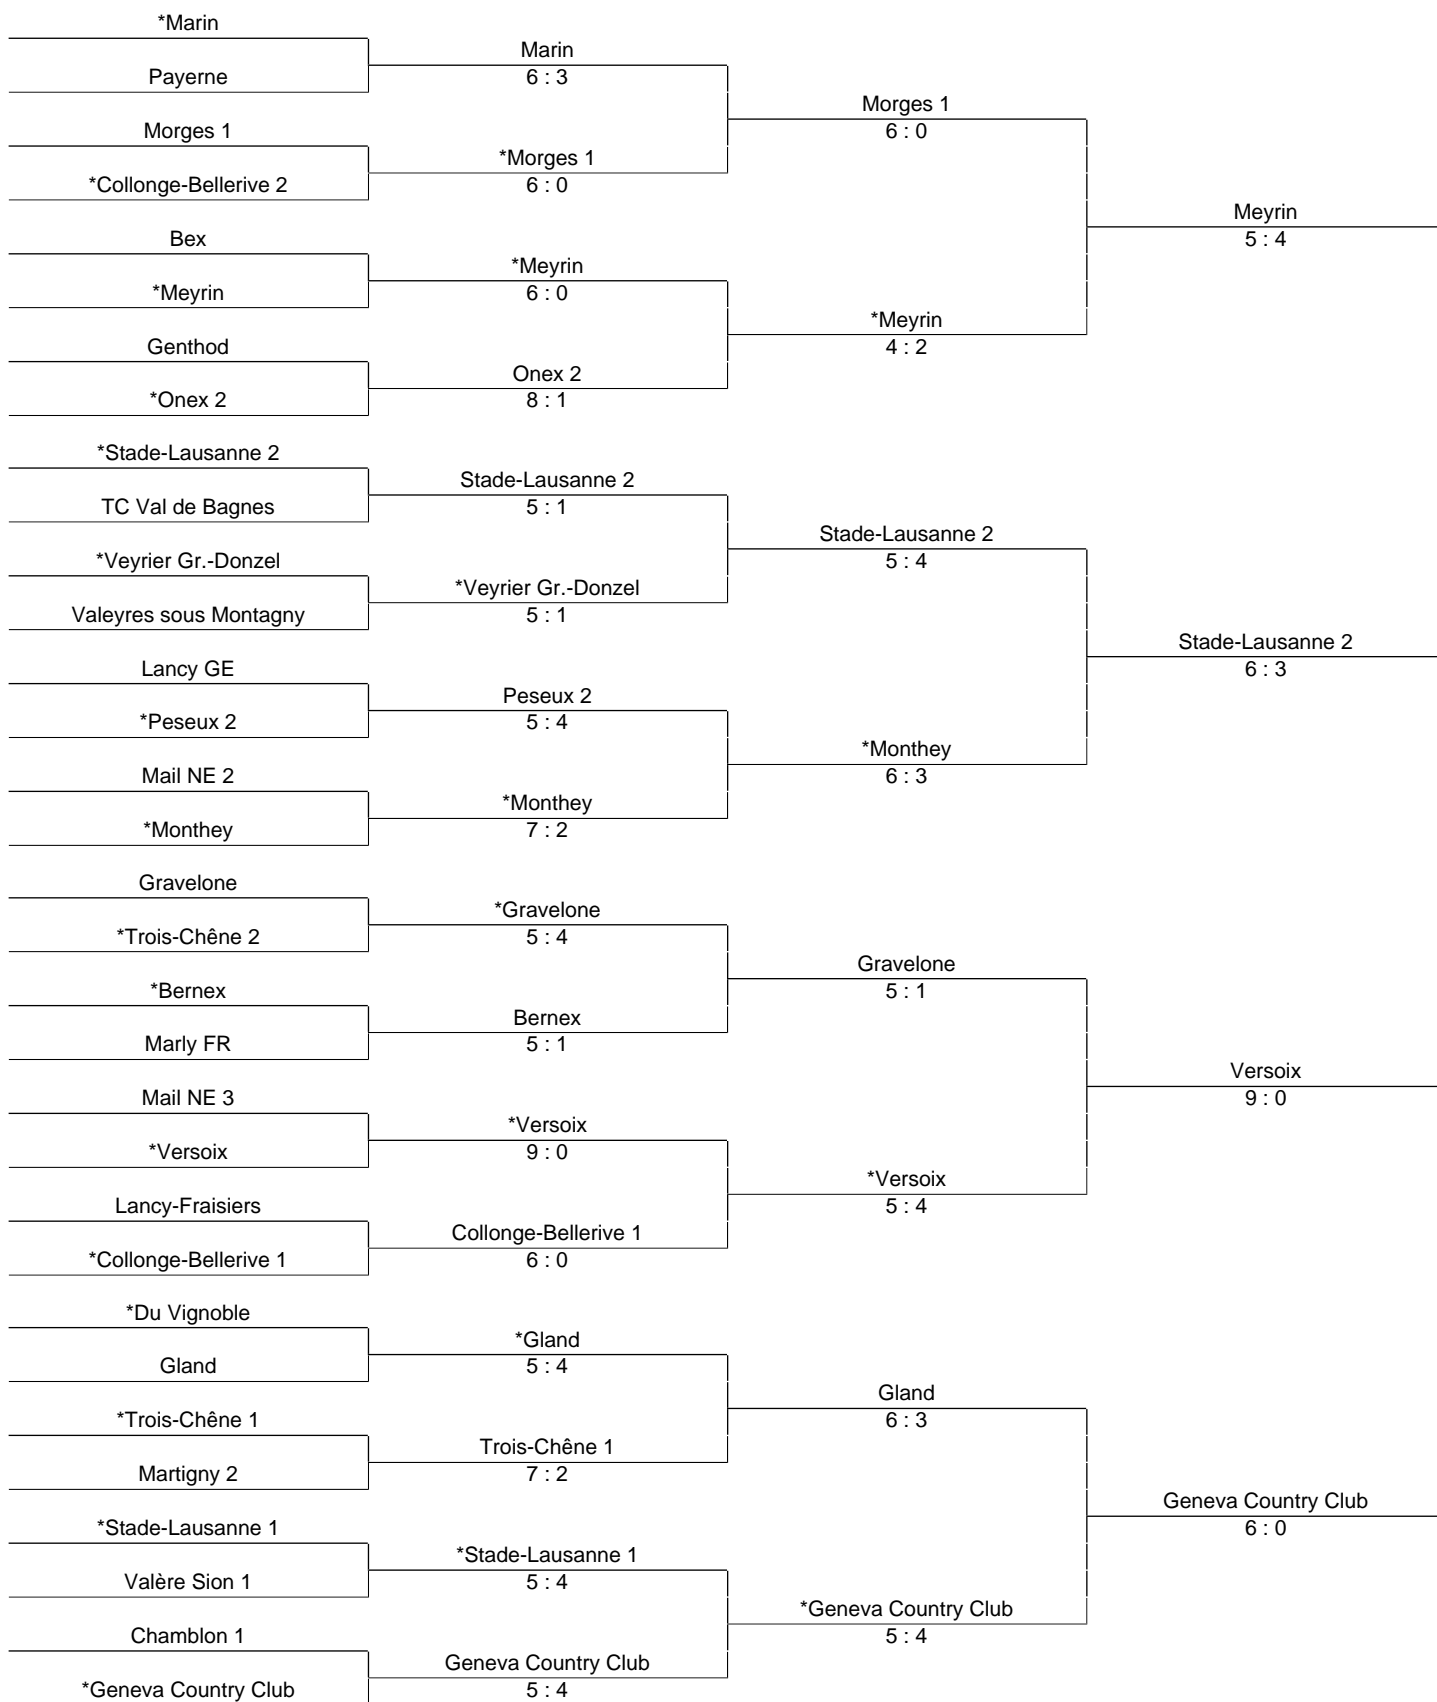 *Marin
Payerne
Morges 1
*Collonge-Bellerive 2
Bex
*Meyrin
Genthod
*Onex 2
*Stade-Lausanne 2
TC Val de Bagnes
*Veyrier Gr.-Donzel
Valeyres sous Montagny
Lancy GE
*Peseux 2
Mail NE 2
*Monthey
Gravelone
*Trois-Chêne 2
*Bernex
Marly FR
Mail NE 3
*Versoix
Lancy-Fraisiers
*Collonge-Bellerive 1
*Du Vignoble
Gland
*Trois-Chêne 1
Martigny 2
*Stade-Lausanne 1
Valère Sion 1
Chamblon 1
*Geneva Country Club
Marin
6 : 3
*Morges 1
6 : 0
*Meyrin
6 : 0
Onex 2
8 : 1
Stade-Lausanne 2
5 : 1
*Veyrier Gr.-Donzel
5 : 1
Peseux 2
5 : 4
*Monthey
7 : 2
*Gravelone
5 : 4
Bernex
5 : 1
*Versoix
9 : 0
Collonge-Bellerive 1
6 : 0
*Gland
5 : 4
Trois-Chêne 1
7 : 2
*Stade-Lausanne 1
5 : 4
Geneva Country Club
5 : 4
Morges 1
6 : 0
*Meyrin
4 : 2
Stade-Lausanne 2
5 : 4
*Monthey
6 : 3
Gravelone
5 : 1
*Versoix
5 : 4
Gland
6 : 3
*Geneva Country Club
5 : 4
Meyrin
5 : 4
Stade-Lausanne 2
6 : 3
Versoix
9 : 0
Geneva Country Club
6 : 0